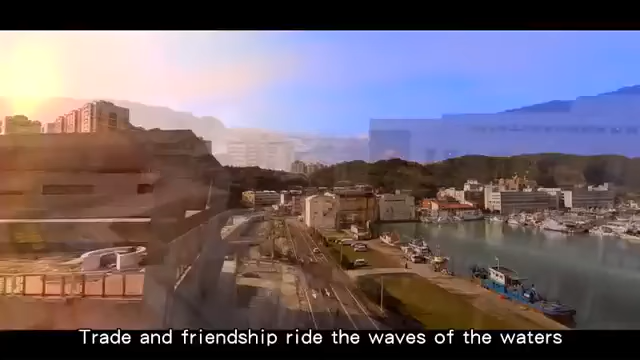 Trade and friendship ride the waves of the waters